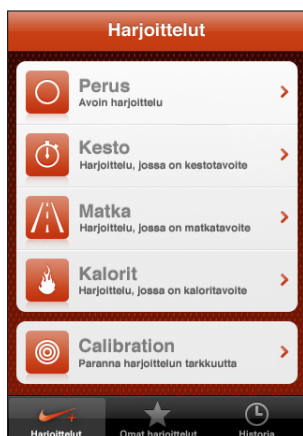 Harjoittelut
Perus
Avoin harjoittelu
Kesto
Harjoittelu, jossa on kestotavoite
Matka
Harjoittelu, jossa on matkatavoite
Kalorit
Harjoittelu, jossa on kaloritavoite
Calibration
Paranna harjoittelun tarkkuutta
Harjoittelut Omat harjoittelut Historia